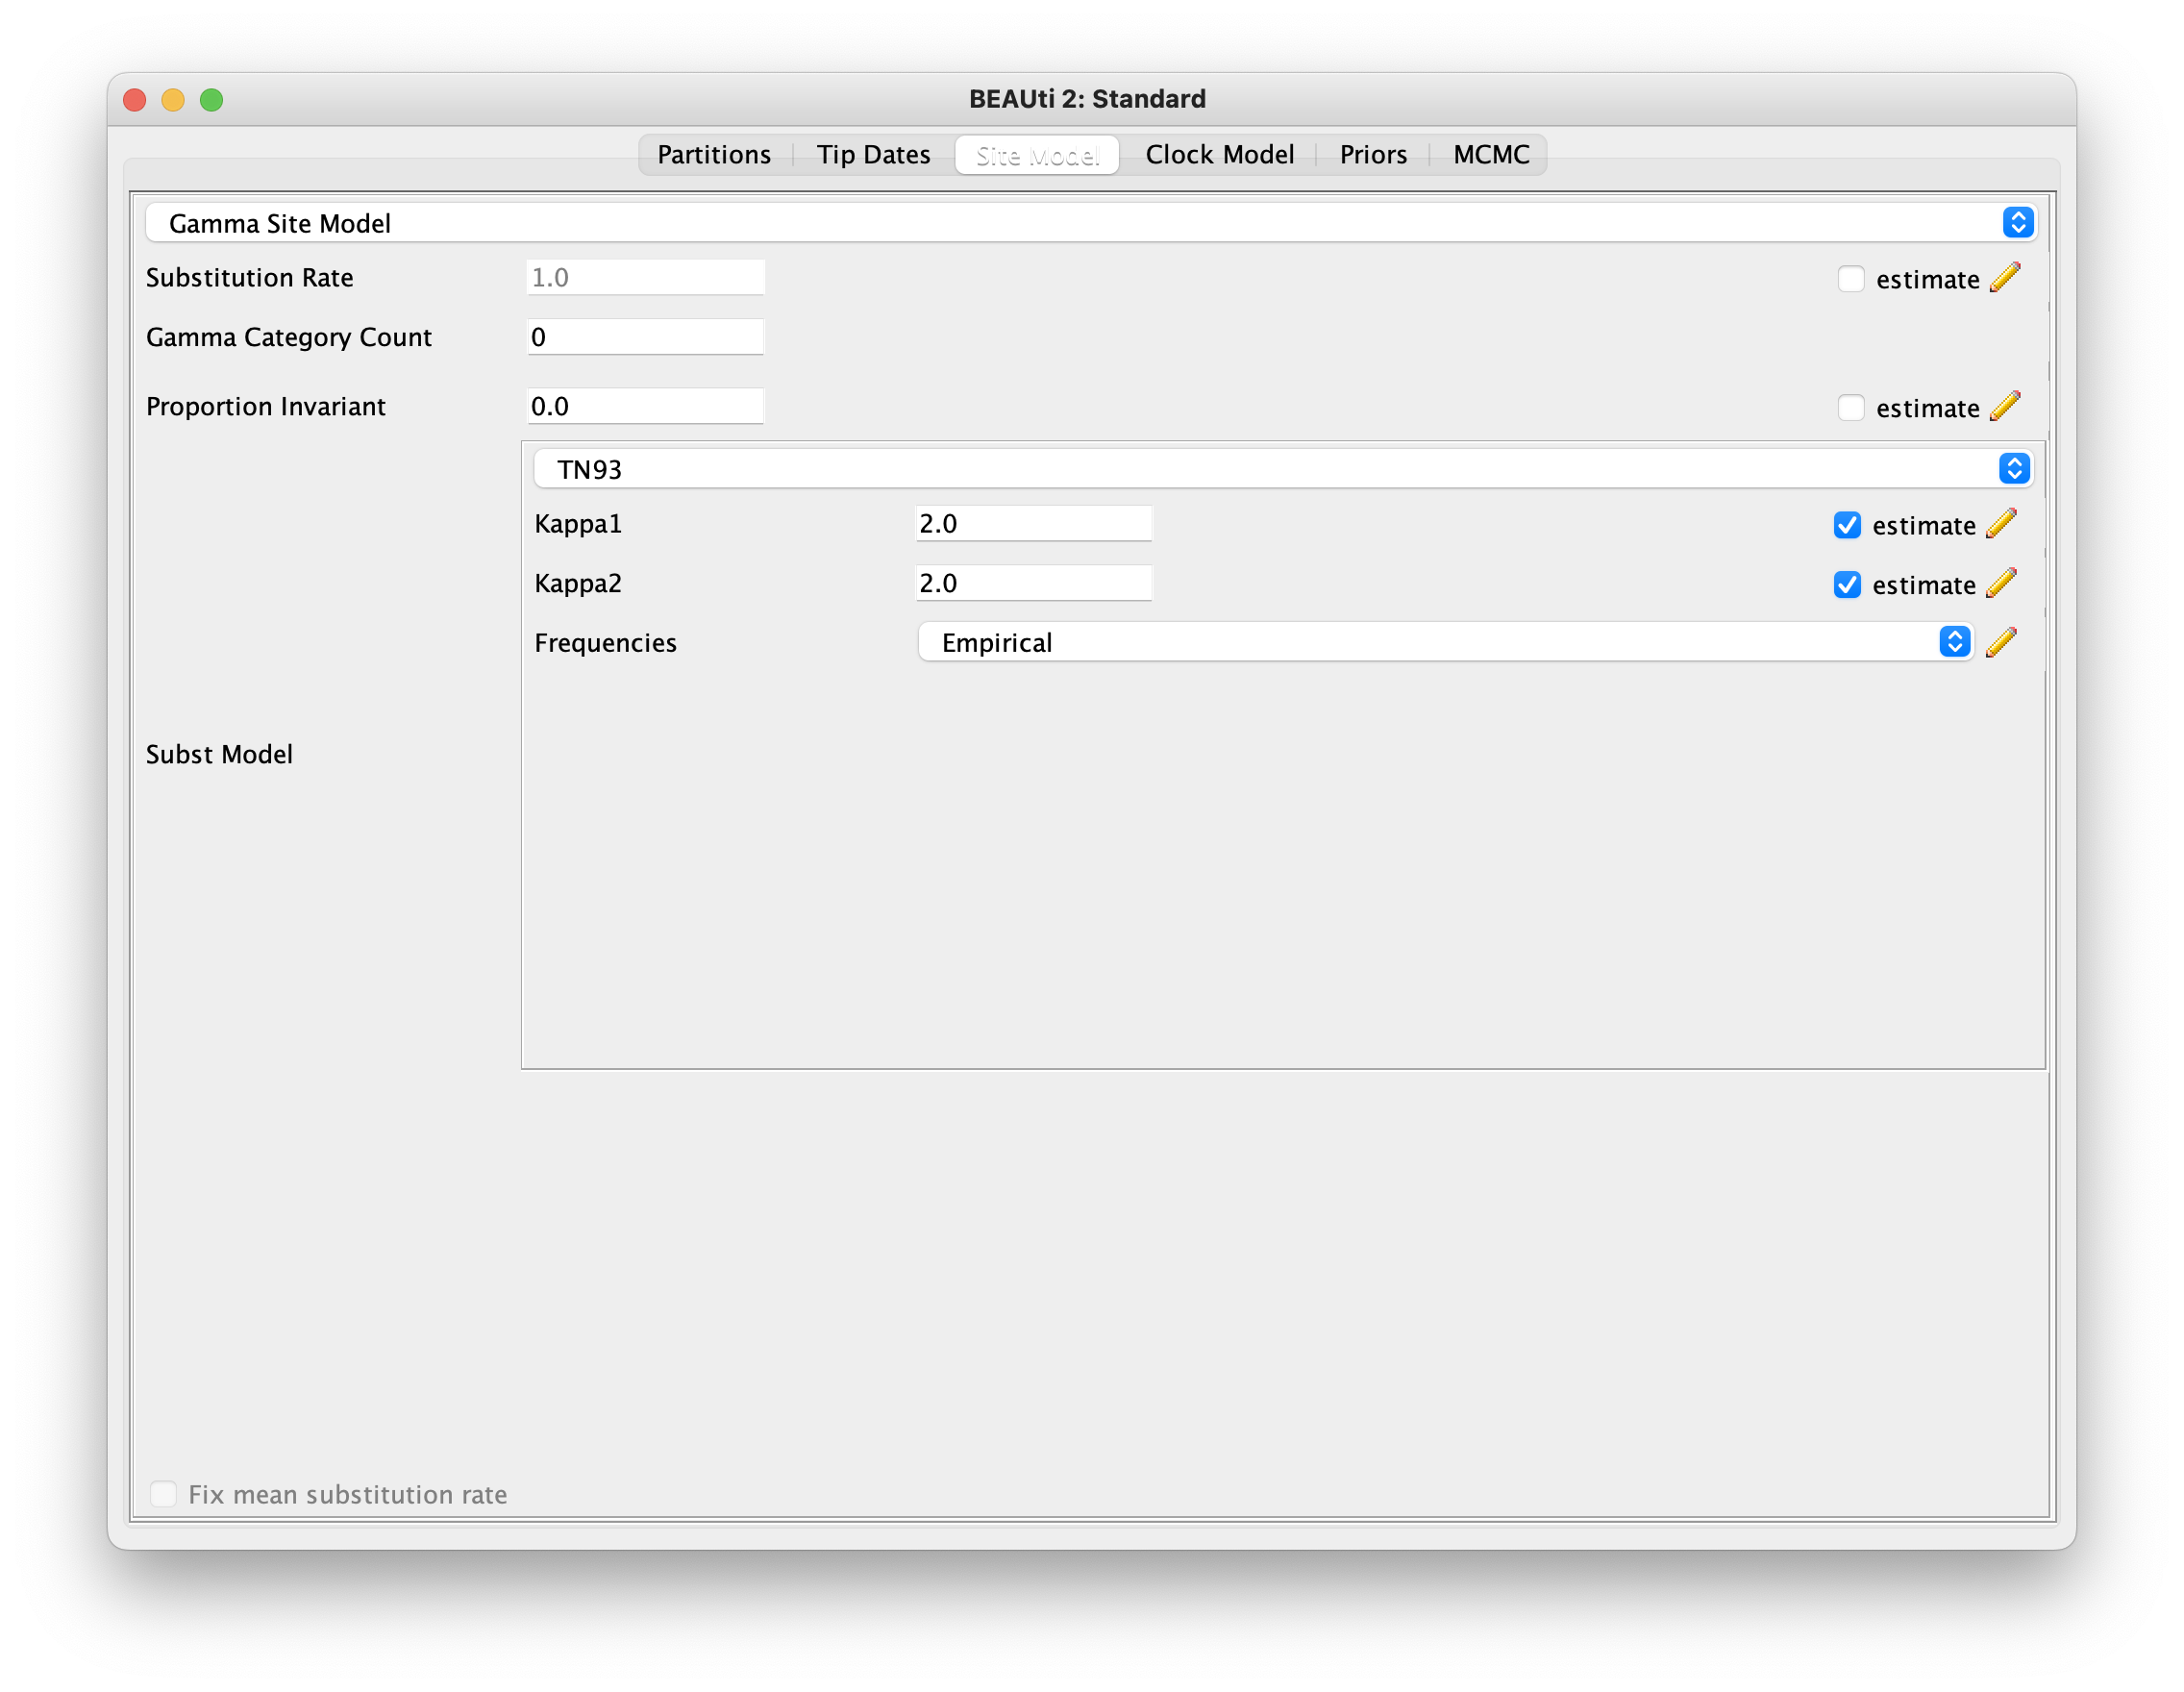 BEAUti 2: Standard
Partitions Tip Dates Site Model Clock Model Priors MCMC
Gamma Site Model
Substitution Rate 1.0 estimate
Gamma Category Count 0
Proportion Invariant 0.0 estimate
TN93
Kappa1 2.0 estimate
Kappa2 2.0 estimate
Frequencies Empirical
Subst Model
Fix mean substitution rate